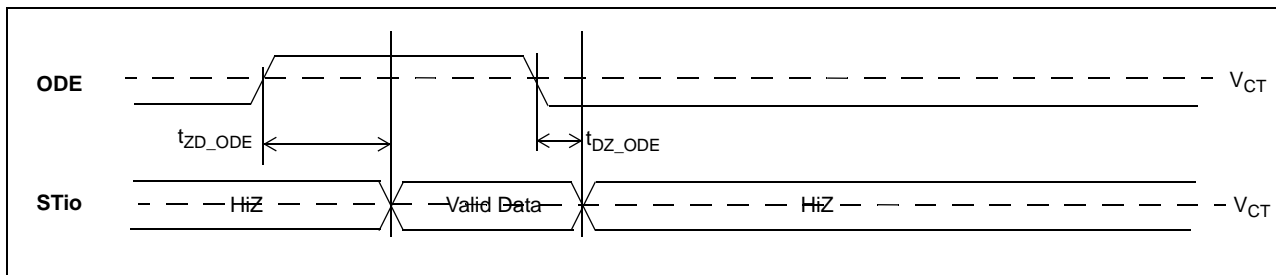 ODE
V_CT
t_ZD_ODE
t_DZ_ODE
STio
HiZ
Valid Data
HiZ
V_CT